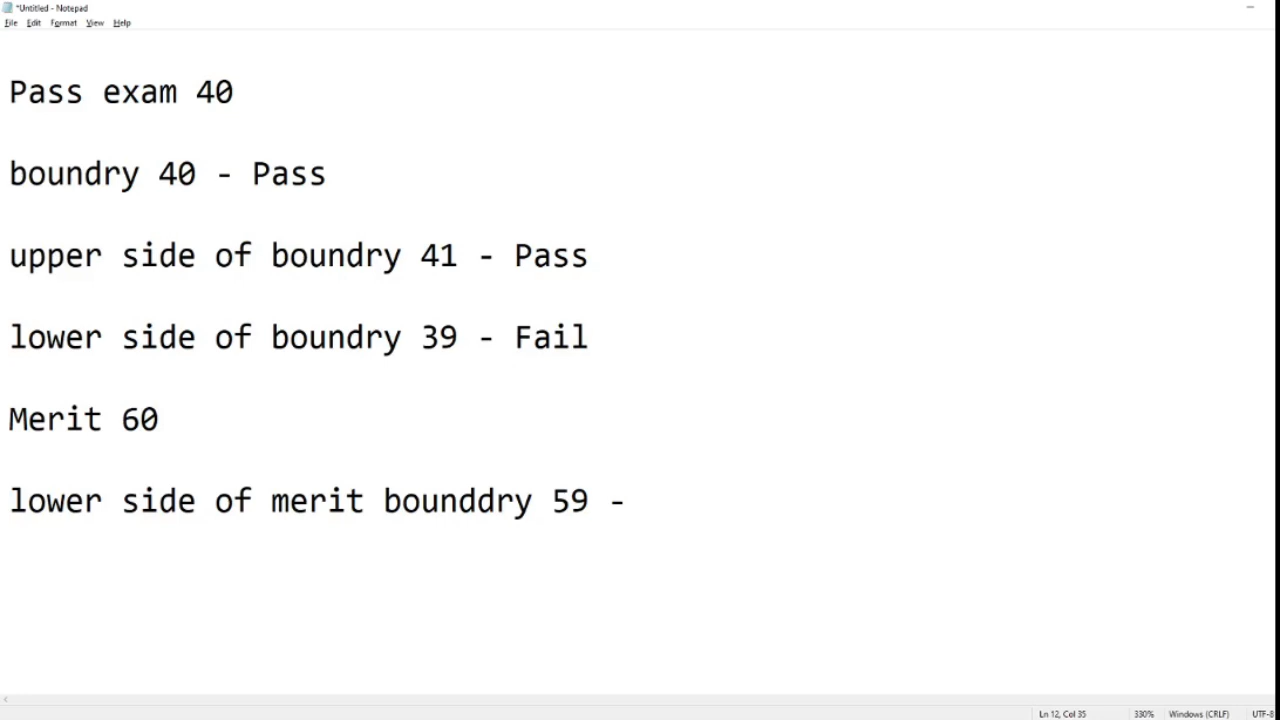 *Untitled - Notepad
File Edit Format View Help
Pass exam 40
boundry 40 - Pass
upper side of boundry 41 - Pass
lower side of boundry 39 - Fail
Merit 60
lower side of merit bounddry 59 -
Ln 12, Col 35 330% Windows (CRLF) UTF-8